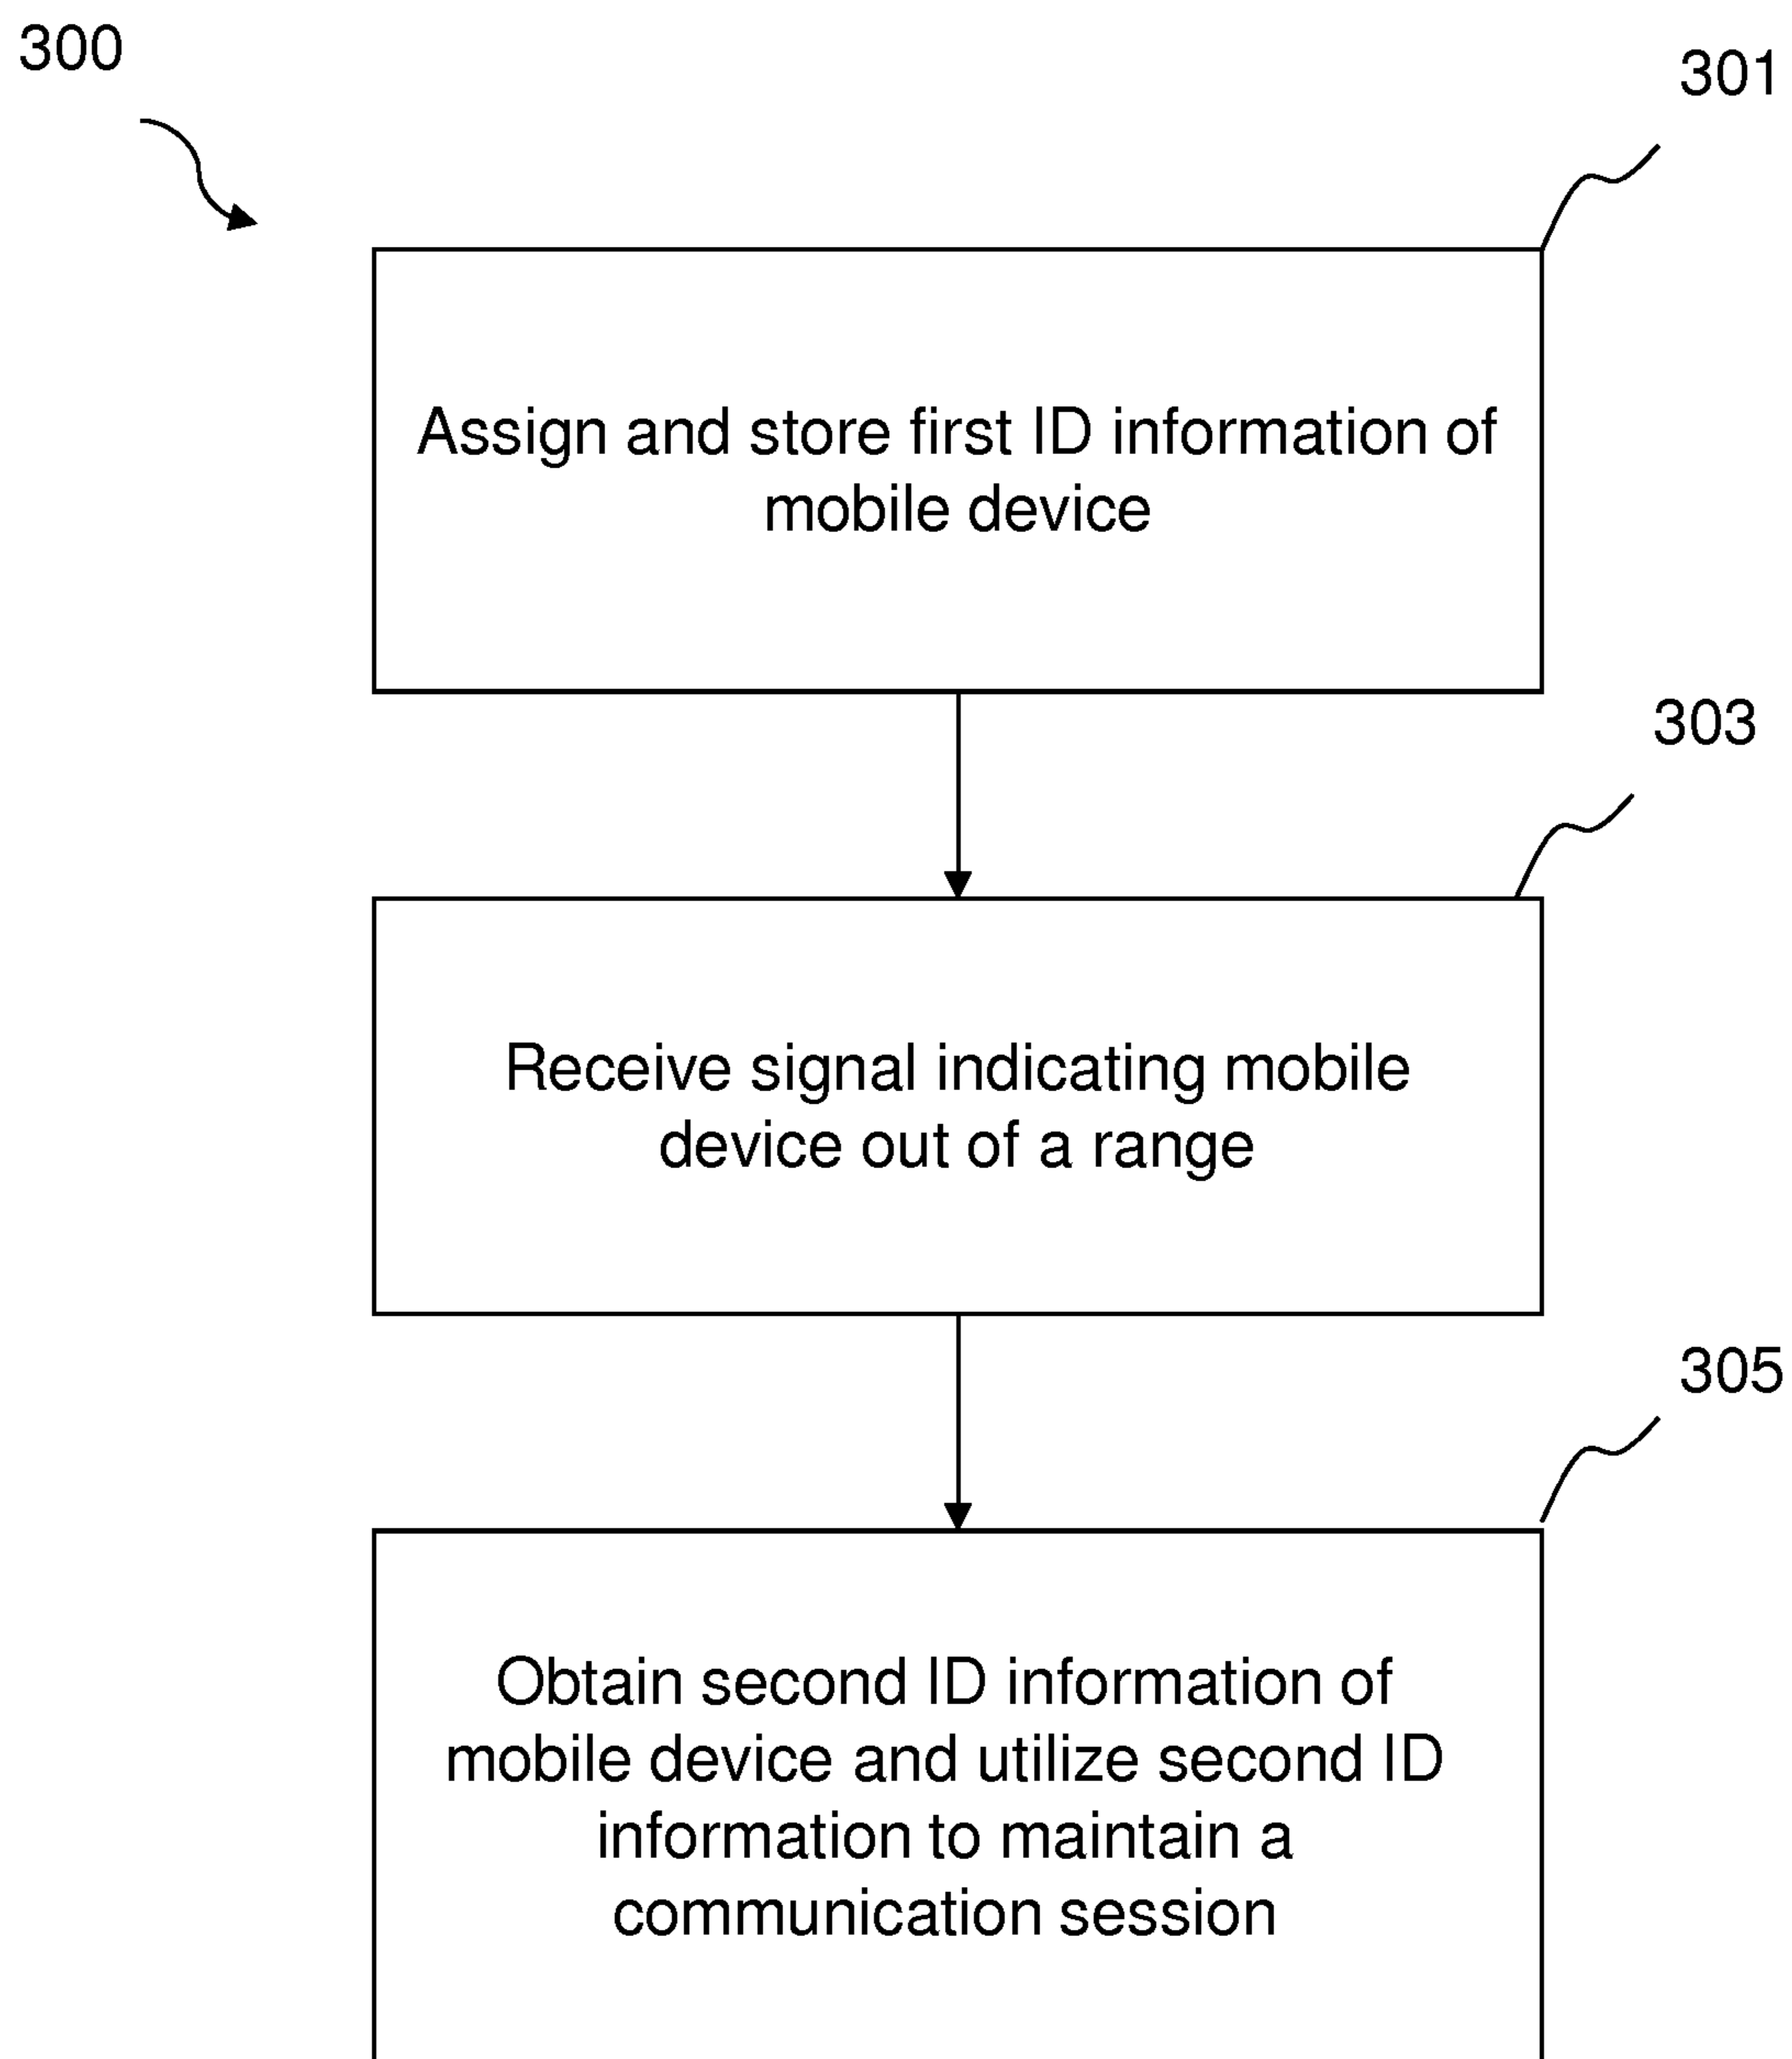 300
301
Assign and store first ID information of
mobile device
303
Receive signal indicating mobile
device out of a range
305
Obtain second ID information of
mobile device and utilize second ID
information to maintain a
communication session